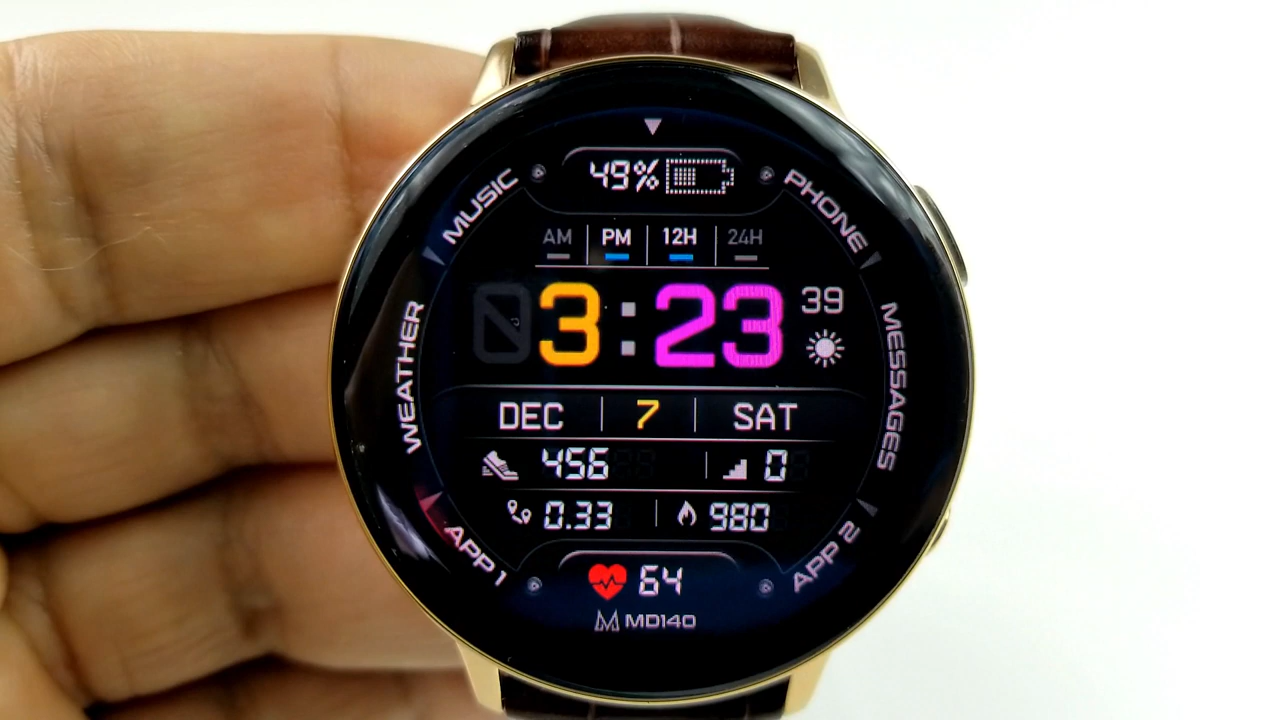 49%
MUSIC
PHONE
AM PM 12H 24H
03:23 39
WEATHER
MESSAGES
DEC 7 SAT
456 0
0.33 980
APP 1
APP 2
64
MD140